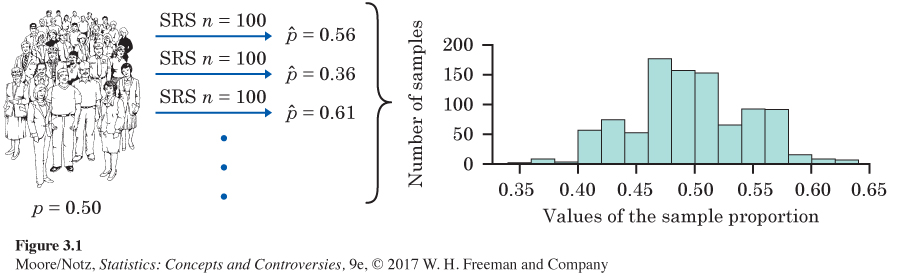 SRS n = 100
p̂ = 0.56
SRS n = 100
p̂ = 0.36
SRS n = 100
p̂ = 0.61
p = 0.50
Number of samples
200
150
100
50
0
0.35 0.40 0.45 0.50 0.55 0.60 0.65
Values of the sample proportion
Figure 3.1
Moore/Notz, Statistics: Concepts and Controversies, 9e, © 2017 W. H. Freeman and Company